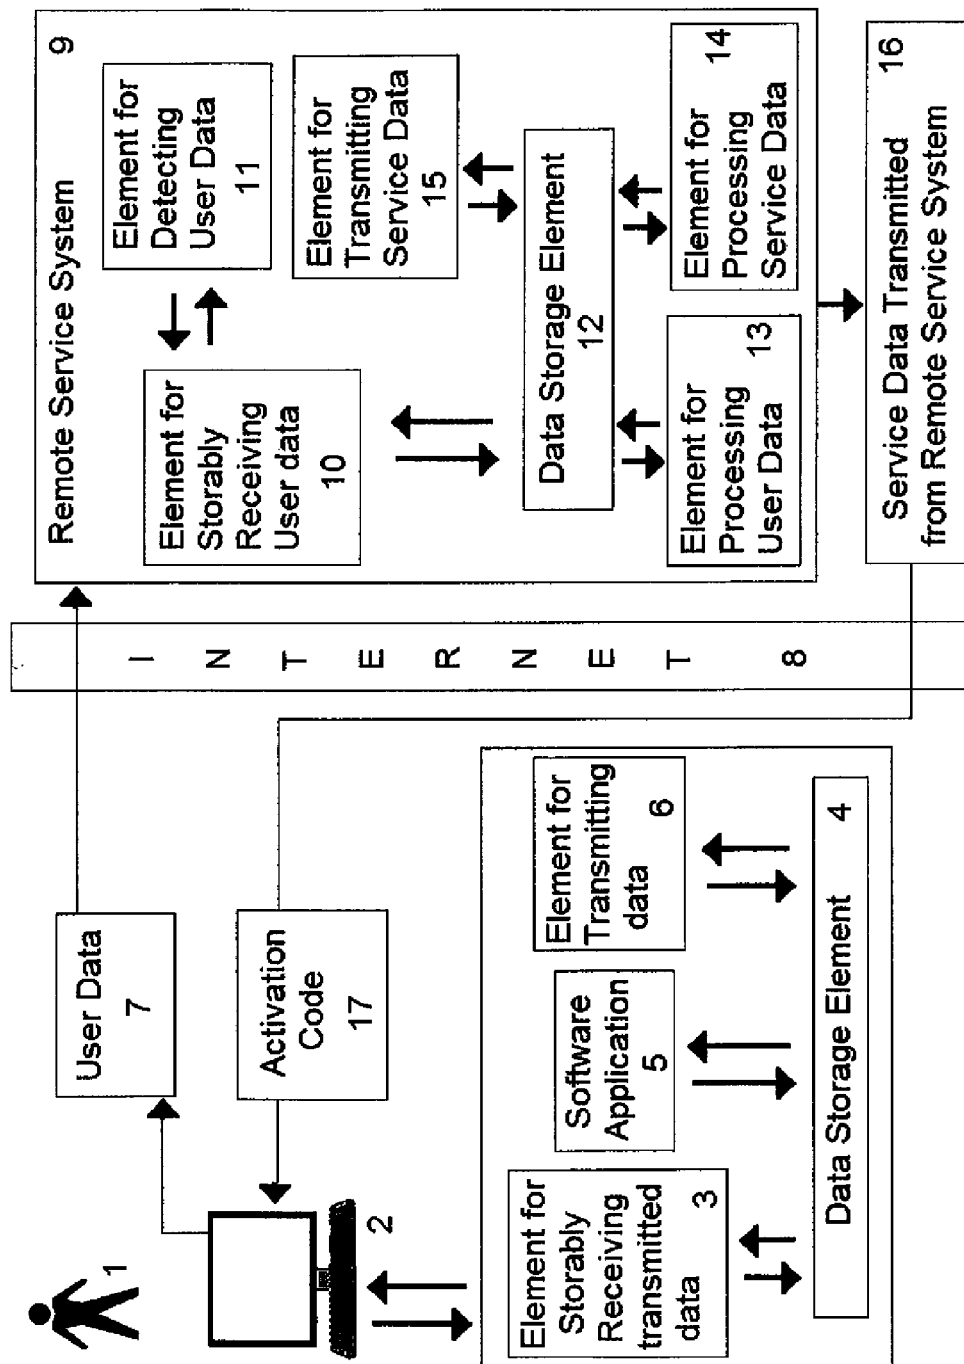 1
2
User Data
7
Activation
Code
17
Element for
Storably
Receiving
transmitted
data
3
Software
Application
5
Element for
Transmitting
data
6
Data Storage Element
4
I N T E R N E T 8
Remote Service System
9
Element for
Storably
Receiving
User data
10
Element for
Detecting
User Data
11
Element for
Transmitting
Service Data
15
Data Storage Element
12
Element for
Processing
User Data
13
Element for
Processing
Service Data
14
Service Data Transmitted
from Remote Service System
16